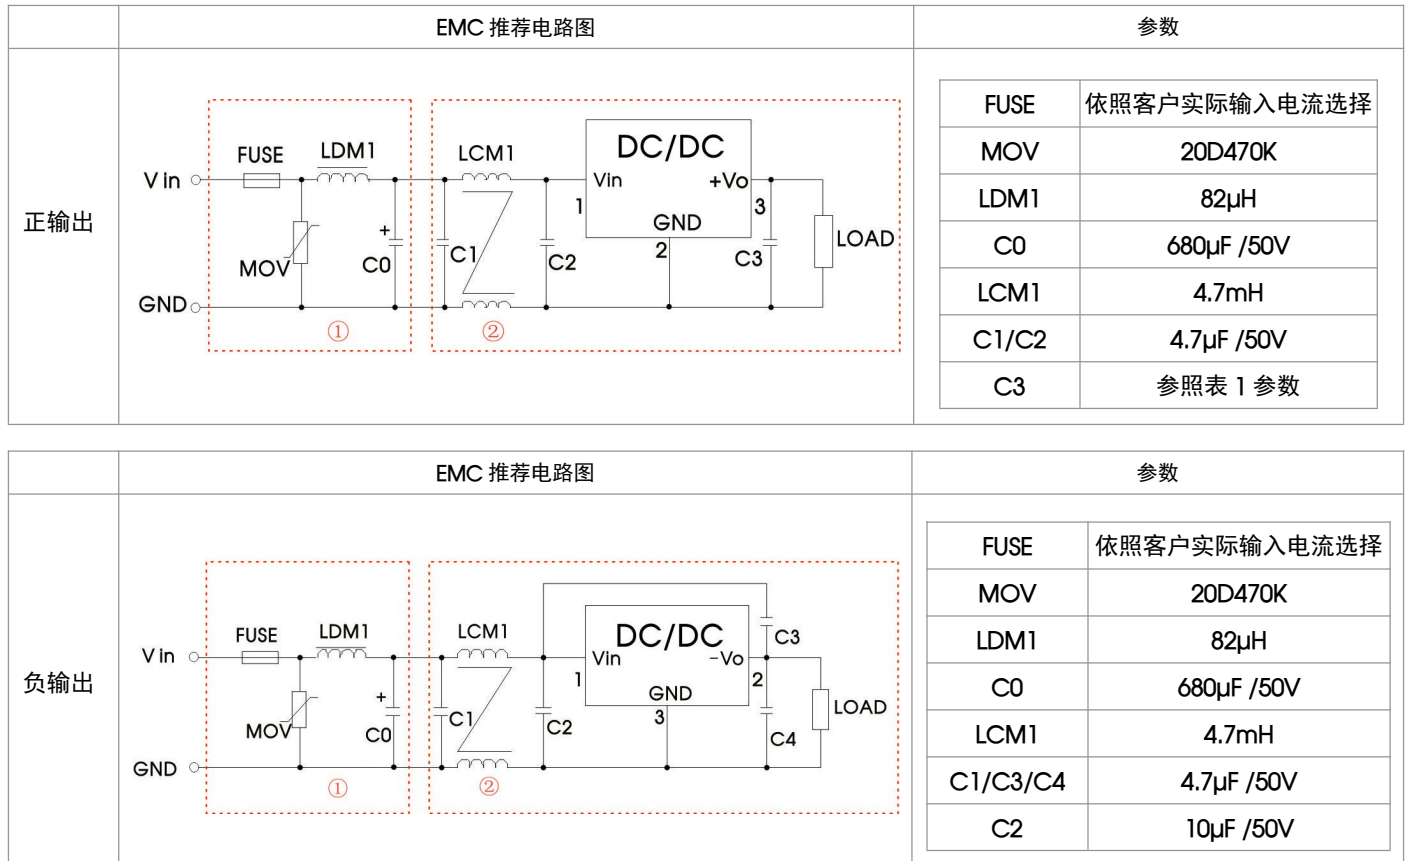 EMC 推荐电路图 参数
正输出
FUSE LDM1 LCM1 DC/DC
V in Vin +Vo
1 3
GND
2
MOV + C0 C1 C2 C3 LOAD
GND
① ②
FUSE 依照客户实际输入电流选择
MOV 20D470K
LDM1 82μH
C0 680μF /50V
LCM1 4.7mH
C1/C2 4.7μF /50V
C3 参照表 1 参数
EMC 推荐电路图 参数
负输出
FUSE LDM1 LCM1 DC/DC C3
V in Vin -Vo
1 2
GND
3
MOV + C0 C1 C2 C4 LOAD
GND
① ②
FUSE 依照客户实际输入电流选择
MOV 20D470K
LDM1 82μH
C0 680μF /50V
LCM1 4.7mH
C1/C3/C4 4.7μF /50V
C2 10μF /50V